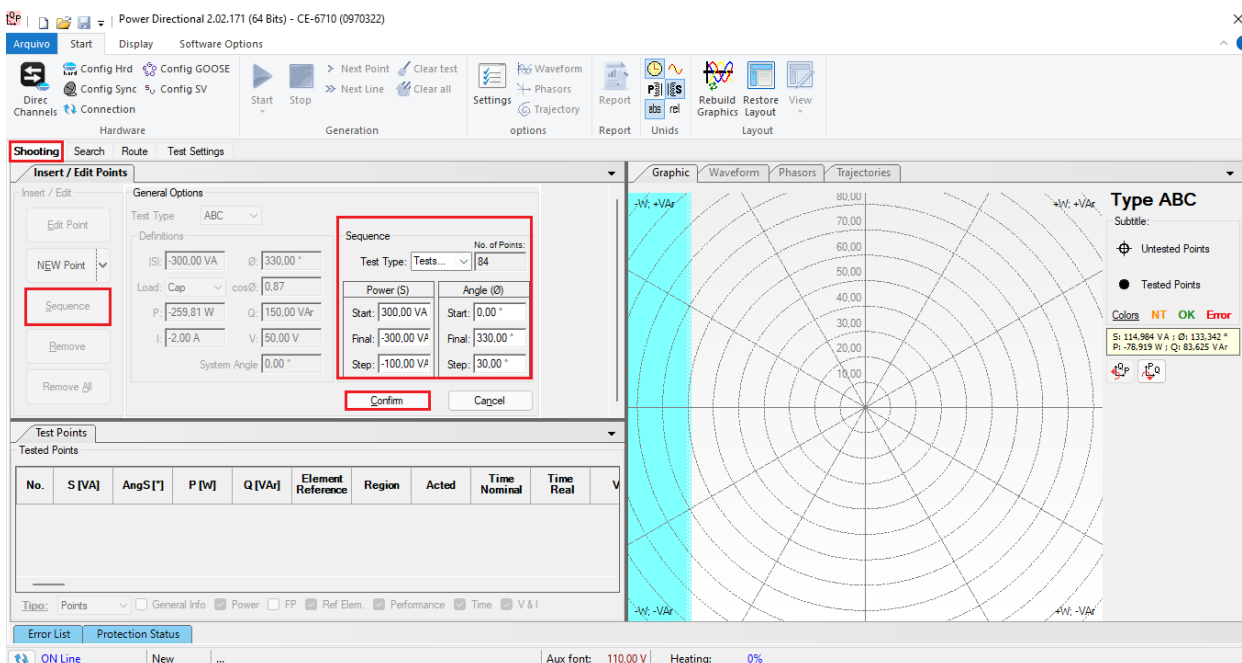 Power Directional 2.02.171 (64 Bits) - CE-6710 (0970322)
Arquivo Start Display Software Options
Direc Channels
Config Hrd Config GOOSE
Config Sync Config SV
Connection
Hardware
Start Stop
Next Point Clear test
Next Line Clear all
Generation
Settings
Waveform
Phasors
Trajectory
options
Report
Report
abs rel
Unids
Rebuild Graphics
Restore Layout
View
Layout
Shooting Search Route Test Settings
Insert / Edit Points
Insert / Edit
Edit Point
NEW Point
Sequence
Remove
Remove All
General Options
Test Type ABC
Definitions
|S|: -300,00 VA Ø: 330,00 °
Load: Cap cosØ: 0,87
P: -259,81 W Q: 150,00 VAr
I: -2,00 A V: 50,00 V
System Angle 0,00 °
Sequence
No. of Points:
Test Type: Tests... 84
Power (S) Angle (Ø)
Start: 300,00 VA Start: 0,00 °
Final: -300,00 VA Final: 330,00 °
Step: -100,00 VA Step: 30,00 °
Confirm Cancel
Test Points
Tested Points
No. S [VA] AngS [°] P [W] Q [VAr] Element Reference Region Acted Time Nominal Time Real V
Tipo: Points General Info Power FP Ref Elem. Performance Time V & I
Graphic Waveform Phasors Trajectories
-W; +VAr
+W; +VAr
80,00
70,00
60,00
50,00
40,00
30,00
20,00
10,00
-W; -VAr
+W; -VAr
Type ABC
Subtitle:
Untested Points
Tested Points
Colors NT OK Error
S: 114,984 VA ; Ø: 133,342 °
P: -78,919 W ; Q: 83,625 VAr
Error List Protection Status
ON Line New ... Aux font: 110.00 V Heating: 0%